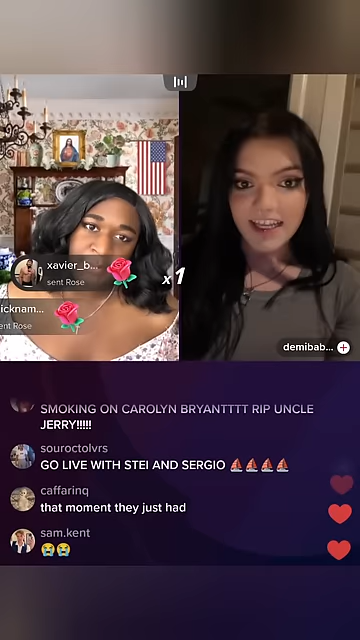 xavier_b...
sent Rose
x1
icknam...
ent Rose
demibab...
SMOKING ON CAROLYN BRYANTTTT RIP UNCLE
JERRY!!!!!
souroctolvrs
GO LIVE WITH STEI AND SERGIO ⛵⛵⛵⛵
caffarinq
that moment they just had
sam.kent
😭😭